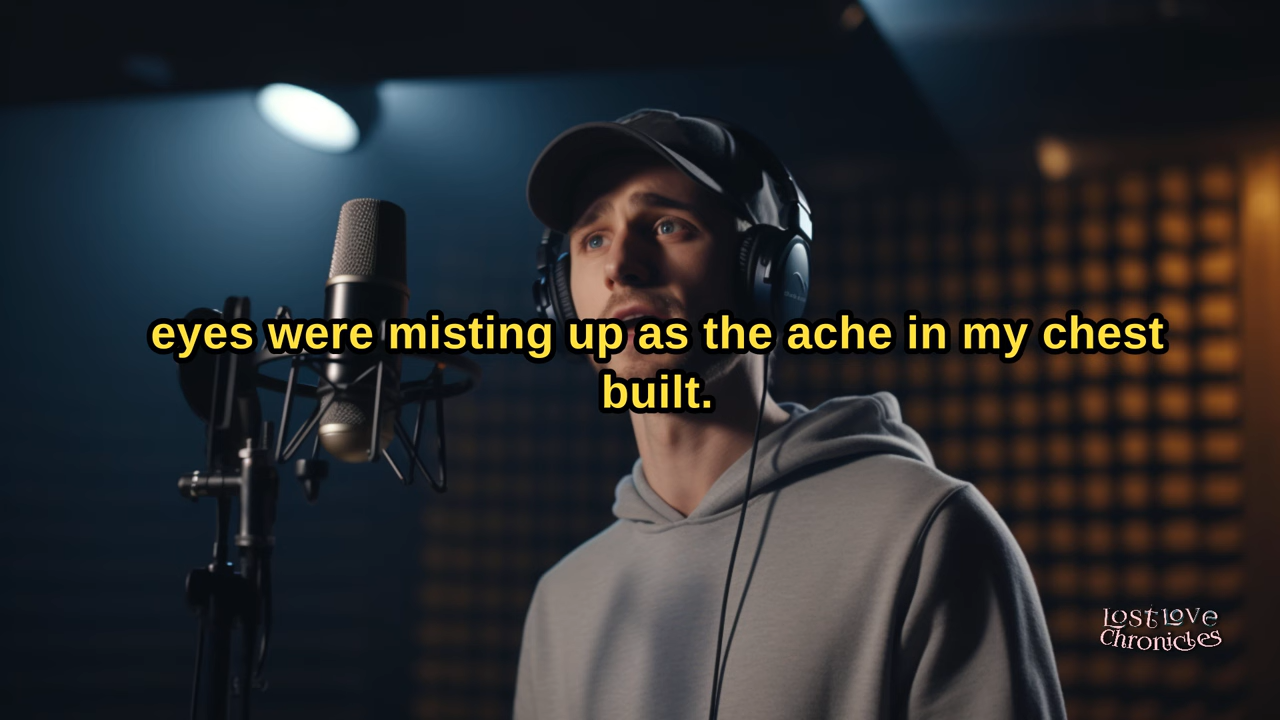 eyes were misting up as the ache in my chest
built.
Lost Love
Chronicles